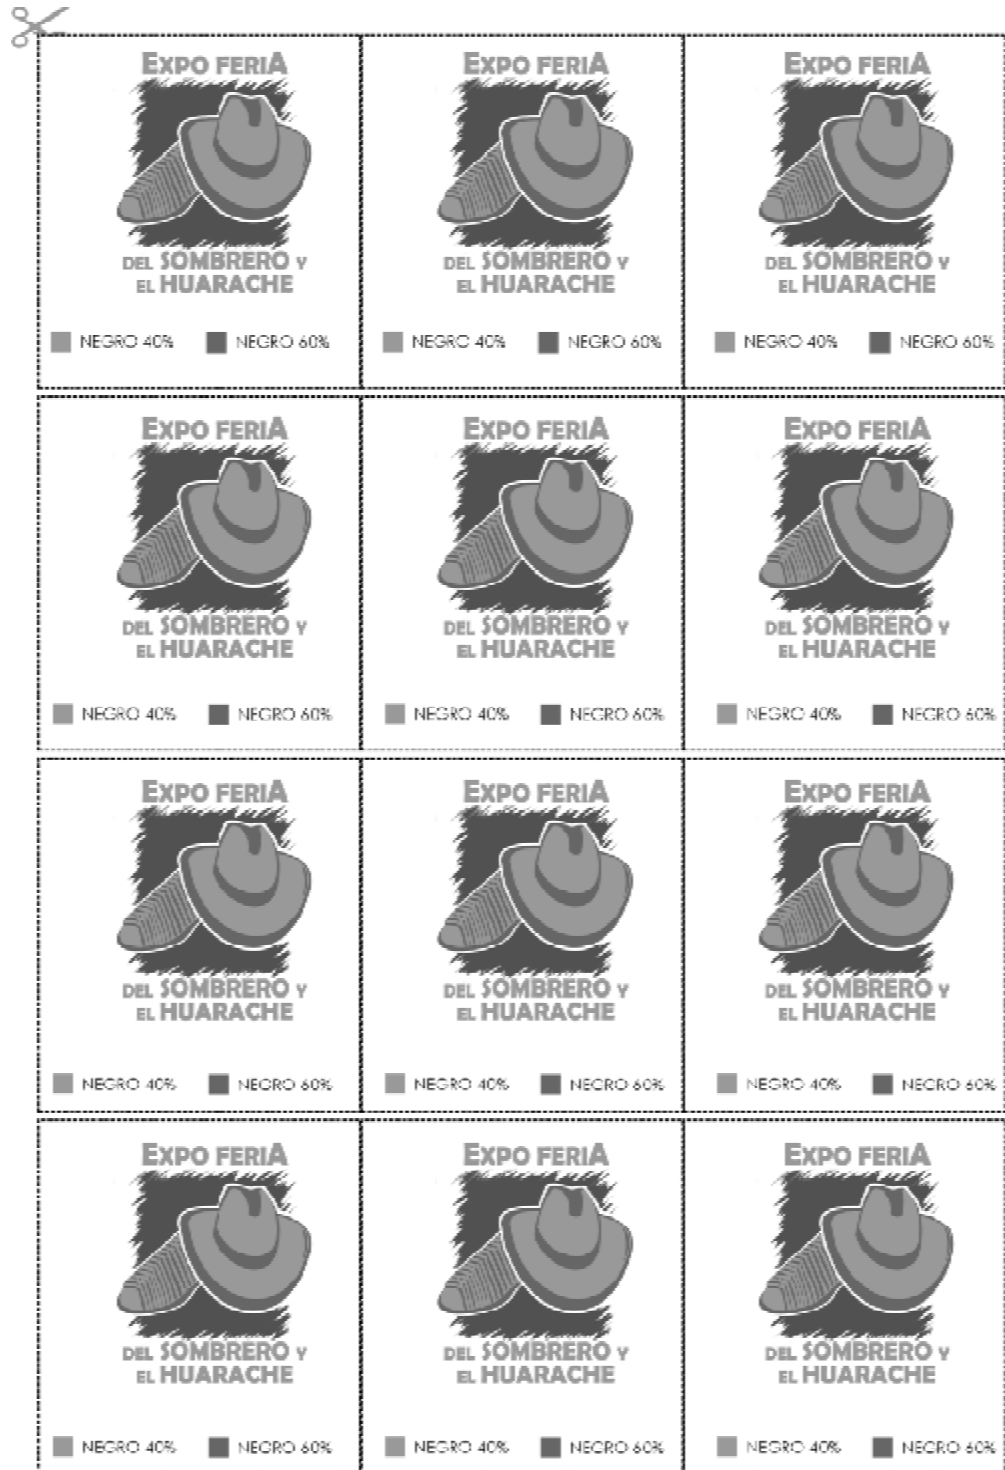 EXPO FERIA EXPO FERIA EXPO FERIA
DEL SOMBRERO Y DEL SOMBRERO Y DEL SOMBRERO Y
EL HUARACHE EL HUARACHE EL HUARACHE
NEGRO 40% NEGRO 60% NEGRO 40% NEGRO 60% NEGRO 40% NEGRO 60%
EXPO FERIA EXPO FERIA EXPO FERIA
DEL SOMBRERO Y DEL SOMBRERO Y DEL SOMBRERO Y
EL HUARACHE EL HUARACHE EL HUARACHE
NEGRO 40% NEGRO 60% NEGRO 40% NEGRO 60% NEGRO 40% NEGRO 60%
EXPO FERIA EXPO FERIA EXPO FERIA
DEL SOMBRERO Y DEL SOMBRERO Y DEL SOMBRERO Y
EL HUARACHE EL HUARACHE EL HUARACHE
NEGRO 40% NEGRO 60% NEGRO 40% NEGRO 60% NEGRO 40% NEGRO 60%
EXPO FERIA EXPO FERIA EXPO FERIA
DEL SOMBRERO Y DEL SOMBRERO Y DEL SOMBRERO Y
EL HUARACHE EL HUARACHE EL HUARACHE
NEGRO 40% NEGRO 60% NEGRO 40% NEGRO 60% NEGRO 40% NEGRO 60%